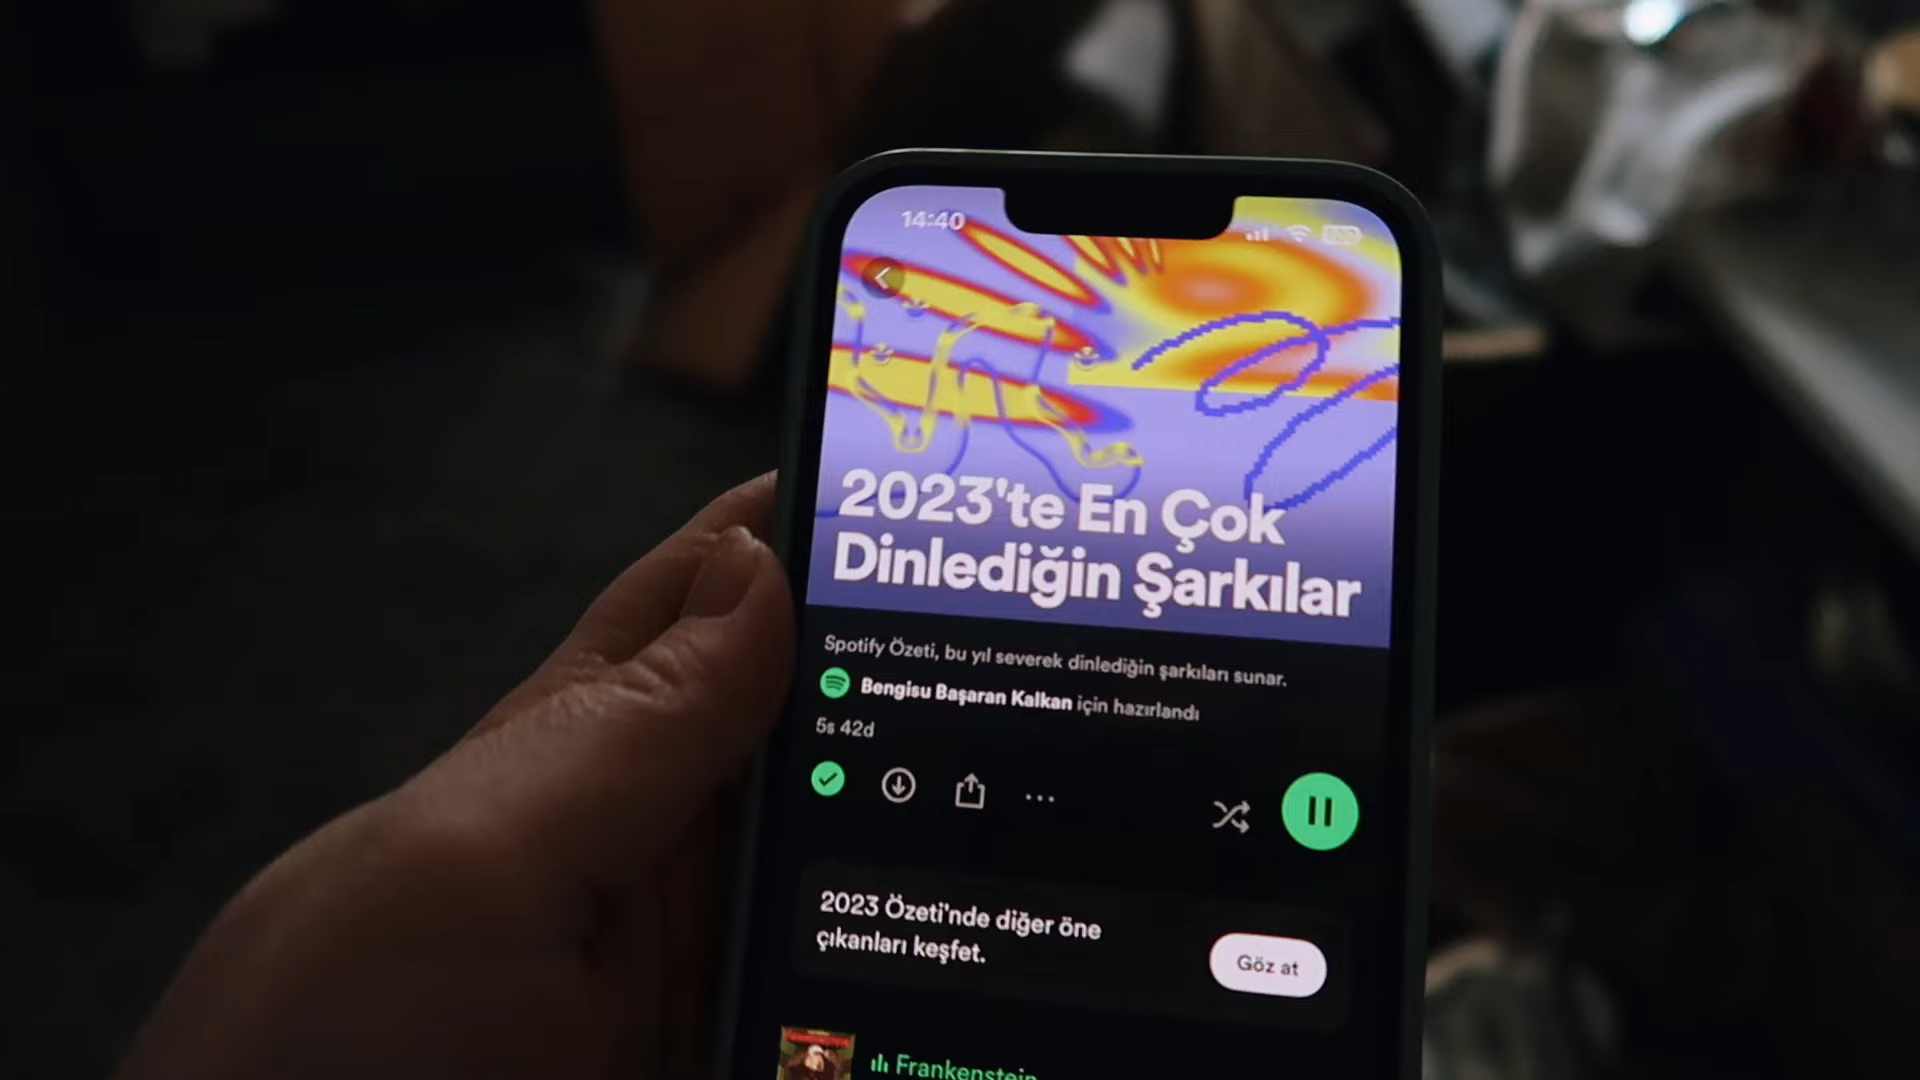 14:40
2023'te En Çok
Dinlediğin Şarkılar
Spotify Özeti, bu yıl severek dinlediğin şarkıları sunar.
Bengisu Başaran Kalkan için hazırlandı
5s 42d
2023 Özeti'nde diğer öne
çıkanları keşfet.
Göz at
Frankenstein